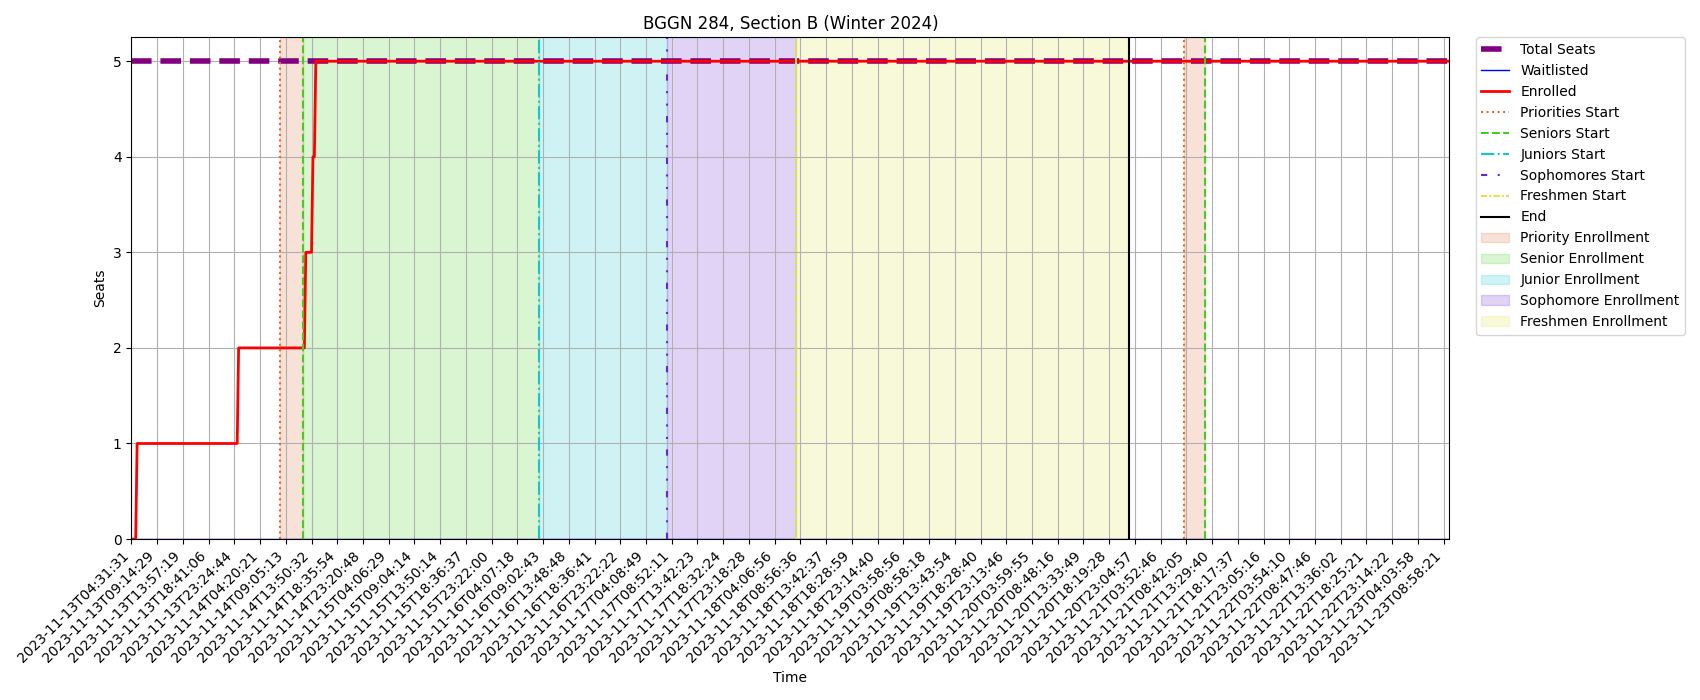 BGGN 284, Section B (Winter 2024)
Seats
5
4
3
2
1
0
2023-11-13T04:31:31
2023-11-13T09:14:29
2023-11-13T13:57:19
2023-11-13T18:41:06
2023-11-13T23:24:44
2023-11-14T04:20:21
2023-11-14T09:05:13
2023-11-14T13:50:32
2023-11-14T18:35:54
2023-11-14T23:20:48
2023-11-15T04:06:29
2023-11-15T09:04:14
2023-11-15T13:50:14
2023-11-15T18:36:37
2023-11-15T23:22:00
2023-11-16T04:07:18
2023-11-16T09:02:43
2023-11-16T13:48:48
2023-11-16T18:36:41
2023-11-16T23:22:22
2023-11-17T04:08:49
2023-11-17T08:52:11
2023-11-17T13:42:23
2023-11-17T18:32:24
2023-11-17T23:18:28
2023-11-18T04:06:56
2023-11-18T08:56:36
2023-11-18T13:42:37
2023-11-18T18:28:59
2023-11-18T23:14:40
2023-11-19T03:58:56
2023-11-19T08:58:18
2023-11-19T13:43:54
2023-11-19T18:28:40
2023-11-19T23:13:46
2023-11-20T03:59:55
2023-11-20T08:48:16
2023-11-20T13:33:49
2023-11-20T18:19:28
2023-11-20T23:04:57
2023-11-21T03:52:46
2023-11-21T08:42:05
2023-11-21T13:29:40
2023-11-21T18:17:37
2023-11-21T23:05:16
2023-11-22T03:54:10
2023-11-22T08:47:46
2023-11-22T13:36:02
2023-11-22T18:25:21
2023-11-22T23:14:22
2023-11-23T04:03:58
2023-11-23T08:58:21
Time
Total Seats
Waitlisted
Enrolled
Priorities Start
Seniors Start
Juniors Start
Sophomores Start
Freshmen Start
End
Priority Enrollment
Senior Enrollment
Junior Enrollment
Sophomore Enrollment
Freshmen Enrollment